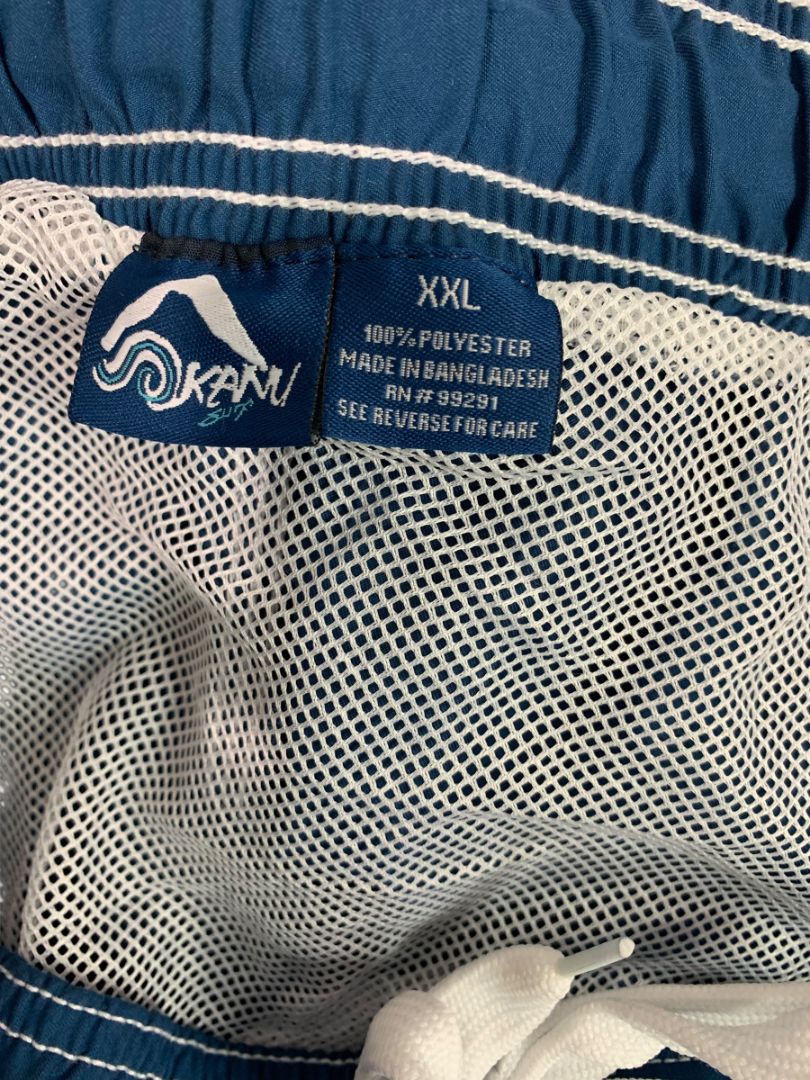 KANU
Surf
XXL
100% POLYESTER
MADE IN BANGLADESH
RN # 99291
SEE REVERSE FOR CARE